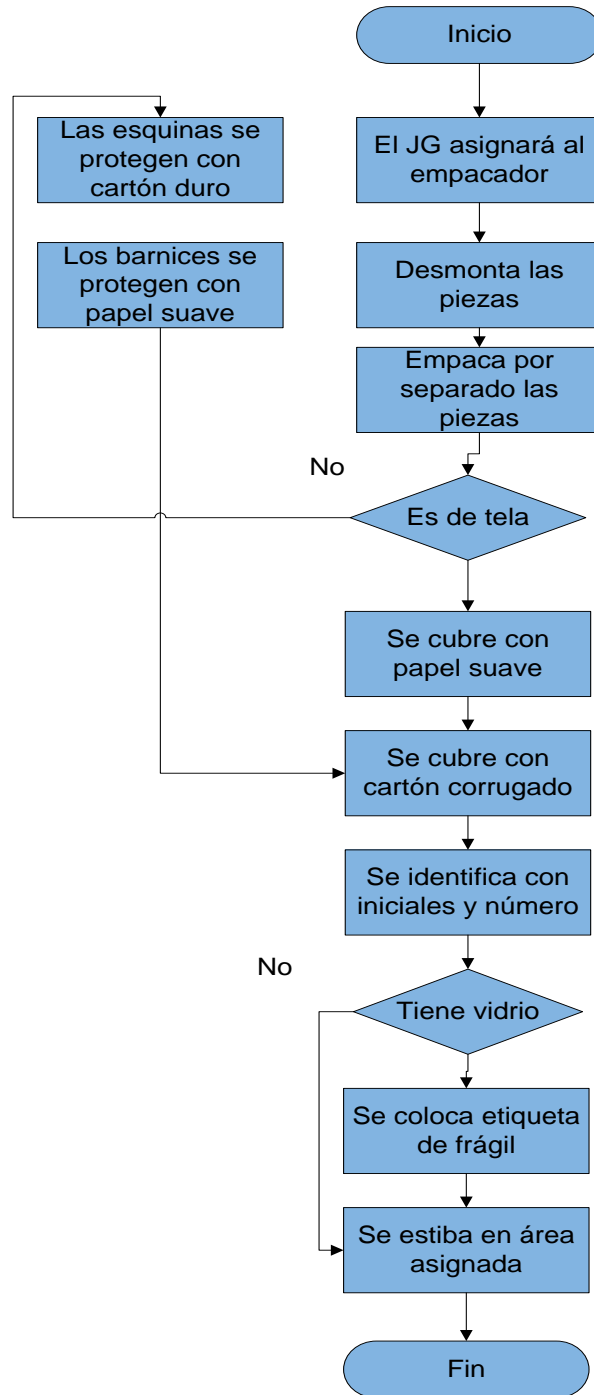 Inicio
Las esquinas se
protegen con
cartón duro
El JG asignará al
empacador
Los barnices se
protegen con
papel suave
Desmonta las
piezas
Empaca por
separado las
piezas
No
Es de tela
Se cubre con
papel suave
Se cubre con
cartón corrugado
Se identifica con
iniciales y número
No
Tiene vidrio
Se coloca etiqueta
de frágil
Se estiba en área
asignada
Fin